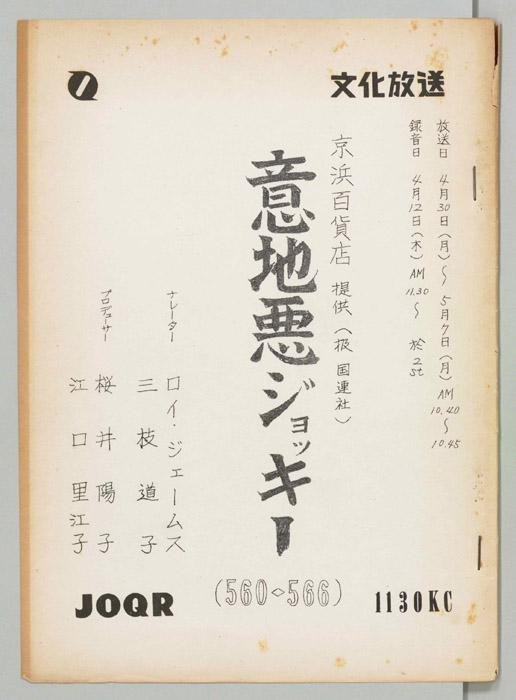 文化放送
放送日 4月30日(月)〜5月7日(月) AM 10.40〜10.45
録音日 4月12日(木) AM 11.30〜 於2st
京浜百貨店 提供(扱 国連社)
意地悪ジョッキー
(560◇566)
ナレーター ロイ・ジェームス
三枝道子
プロデューサー 桜井陽子
江口里江子
JOQR
1130KC